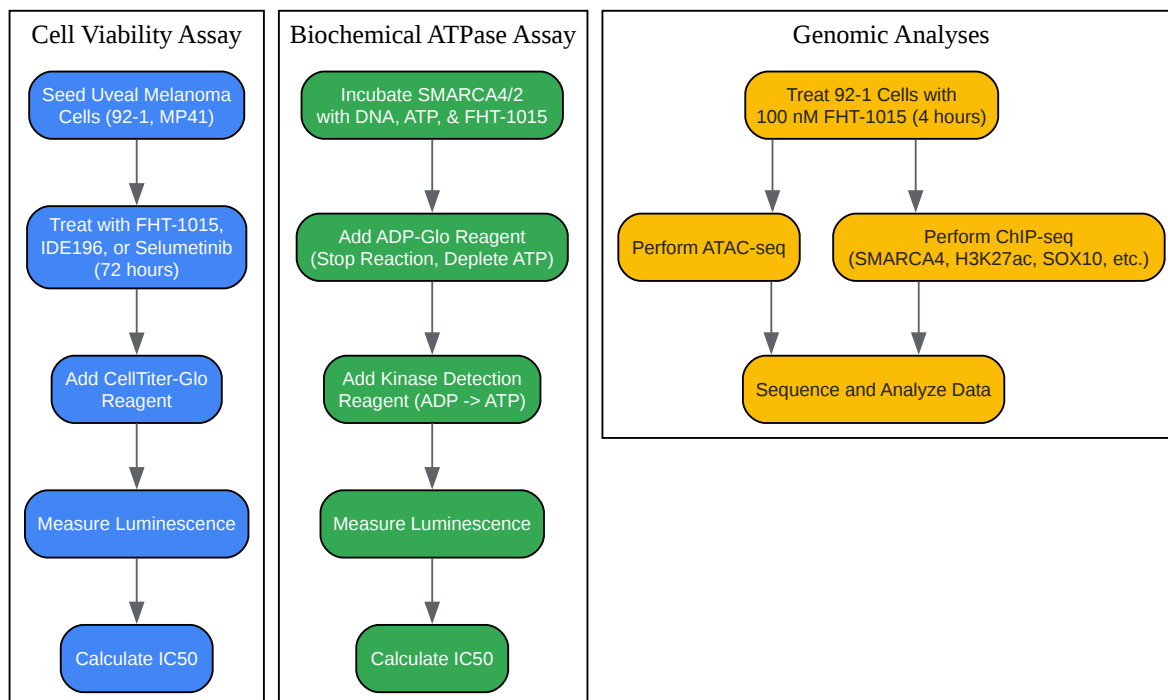 Cell Viability Assay
Seed Uveal Melanoma
Cells (92-1, MP41)
Treat with FHT-1015,
IDE196, or Selumetinib
(72 hours)
Add CellTiter-Glo
Reagent
Measure Luminescence
Calculate IC50
Biochemical ATPase Assay
Incubate SMARCA4/2
with DNA, ATP, & FHT-1015
Add ADP-Glo Reagent
(Stop Reaction, Deplete ATP)
Add Kinase Detection
Reagent (ADP -> ATP)
Measure Luminescence
Calculate IC50
Genomic Analyses
Treat 92-1 Cells with
100 nM FHT-1015 (4 hours)
Perform ATAC-seq
Perform ChIP-seq
(SMARCA4, H3K27ac, SOX10, etc.)
Sequence and Analyze Data